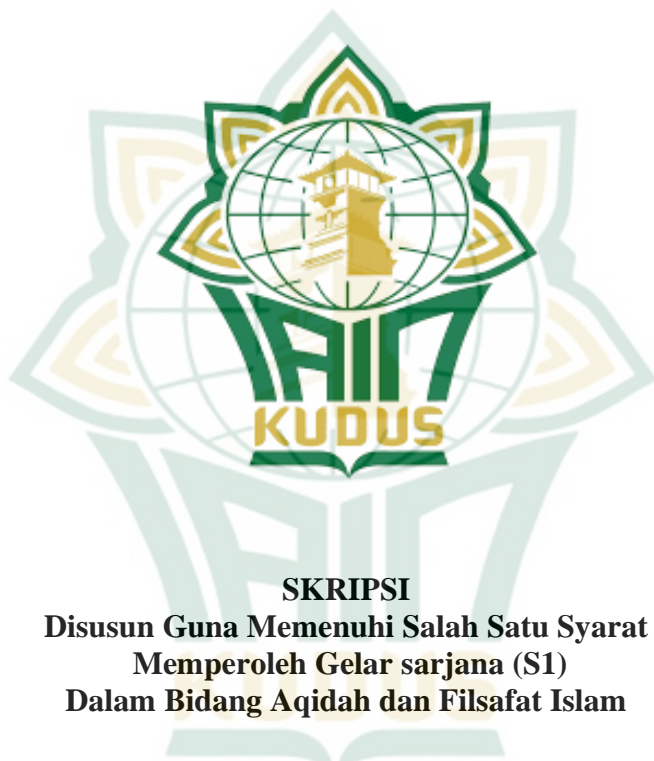 IAIN
KUDUS
SKRIPSI
Disusun Guna Memenuhi Salah Satu Syarat
Memperoleh Gelar sarjana (S1)
Dalam Bidang Aqidah dan Filsafat Islam
KUDUS